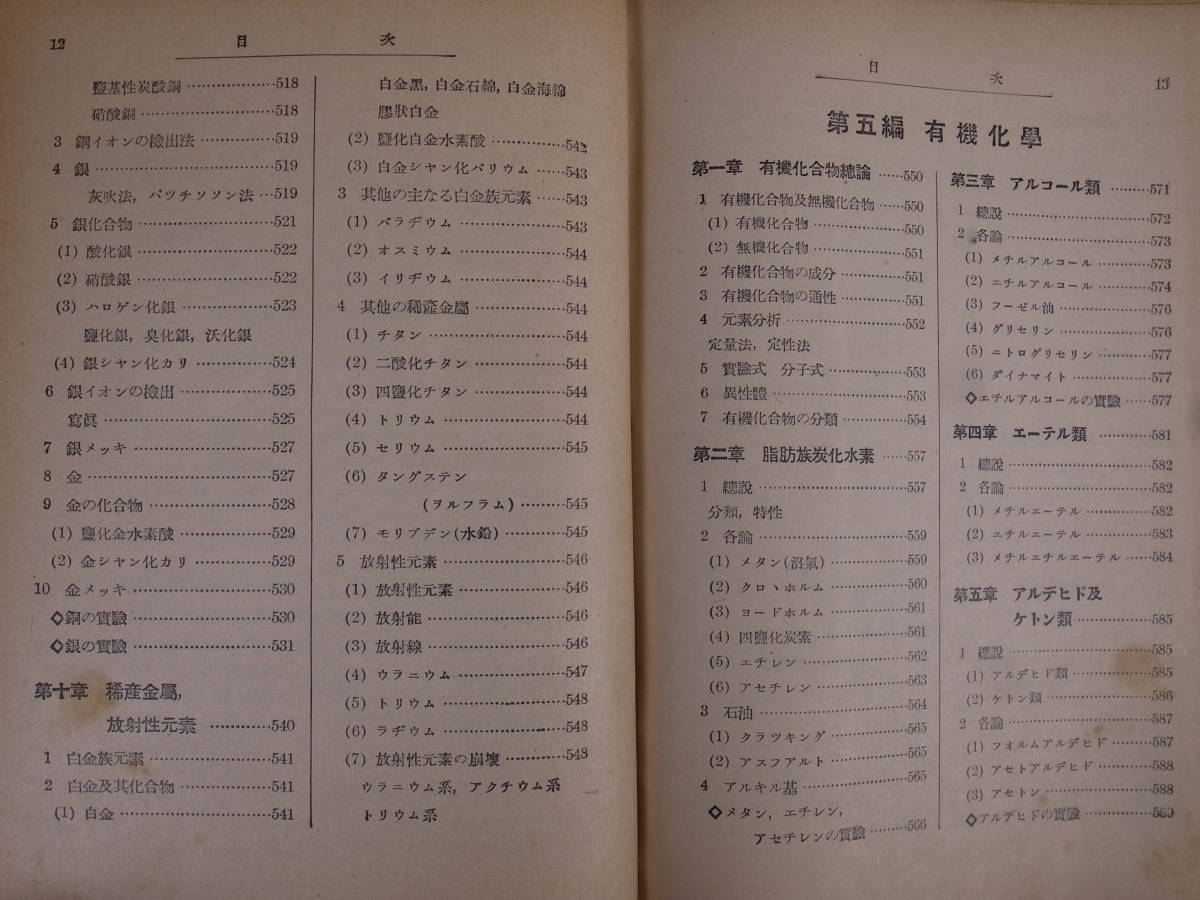 12
目 次
鹽基性炭酸銅……………518
硝酸銅……………518
3 銅イオンの檢出法……………519
4 銀……………519
灰吹法, パツチンソン法…519
5 銀化合物……………521
(1) 酸化銀……………522
(2) 硝酸銀……………522
(3) ハロゲン化銀……………523
鹽化銀, 臭化銀, 沃化銀
(4) 銀シヤン化カリ……………524
6 銀イオンの檢出……………525
寫眞……………525
7 銀メッキ……………527
8 金……………527
9 金の化合物……………528
(1) 鹽化金水素酸……………529
(2) 金シヤン化カリ……………529
10 金メッキ……………530
◇銅の實驗……………530
◇銀の實驗……………531
第十章 稀産金屬,
放射性元素……………540
1 白金族元素……………541
2 白金及其化合物……………541
(1) 白金……………541
白金黑, 白金石綿, 白金海綿
膠狀白金
(2) 鹽化白金水素酸……………542
(3) 白金シヤン化バリウム……543
3 其他の主なる白金族元素……543
(1) パラヂウム……………543
(2) オスミウム……………544
(3) イリヂウム……………544
4 其他の稀產金屬……………544
(1) チタン……………544
(2) 二酸化チタン……………544
(3) 四鹽化チタン……………544
(4) トリウム……………544
(5) セリウム……………545
(6) タングステン
(ヲルフラム)…………545
(7) モリブデン(水鉛)…………545
5 放射性元素……………546
(1) 放射性元素……………546
(2) 放射能……………546
(3) 放射線……………546
(4) ウラニウム……………547
(5) トリウム……………548
(6) ラヂウム……………548
(7) 放射性元素の崩壞…………548
ウラニウム系, アクチウム系
トリウム系
目 次
13
第五編 有機化學
第一章 有機化合物總論……550
1 有機化合物及無機化合物……550
(1) 有機化合物……………550
(2) 無機化合物……………551
2 有機化合物の成分……………551
3 有機化合物の通性……………551
4 元素分析……………552
定量法, 定性法
5 實驗式 分子式……………553
6 異性體……………553
7 有機化合物の分類…………554
第二章 脂肪族炭化水素……557
1 總說……………557
分類, 特性
2 各論……………559
(1) メタン(沼氣)……………559
(2) クロヽホルム……………560
(3) ヨードホルム……………561
(4) 四鹽化炭素……………561
(5) エチレン……………562
(6) アセチレン……………563
3 石油……………564
(1) クラツキング……………565
(2) アスフアルト……………565
4 アルキル基……………565
◇メタン, エチレン,
アセチレンの實驗………566
第三章 アルコール類………571
1 總說……………572
2 各論……………573
(1) メチルアルコール…………573
(2) エチルアルコール…………574
(3) フーゼル油……………576
(4) グリセリン……………576
(5) ニトログリセリン…………577
(6) ダイナマイト……………577
◇エチルアルコールの實驗……577
第四章 エーテル類…………581
1 總說……………582
2 各論……………582
(1) メチルエーテル……………582
(2) エチルエーテル……………583
(3) メチルエチルエーテル……584
第五章 アルデヒド及
ケトン類……………585
1 總說……………585
(1) アルデヒド類……………585
(2) ケトン類……………586
2 各論……………587
(1) フオルムアルデヒド………587
(2) アセトアルデヒド…………588
(3) アセトン……………588
◇アルデヒドの實驗…………589